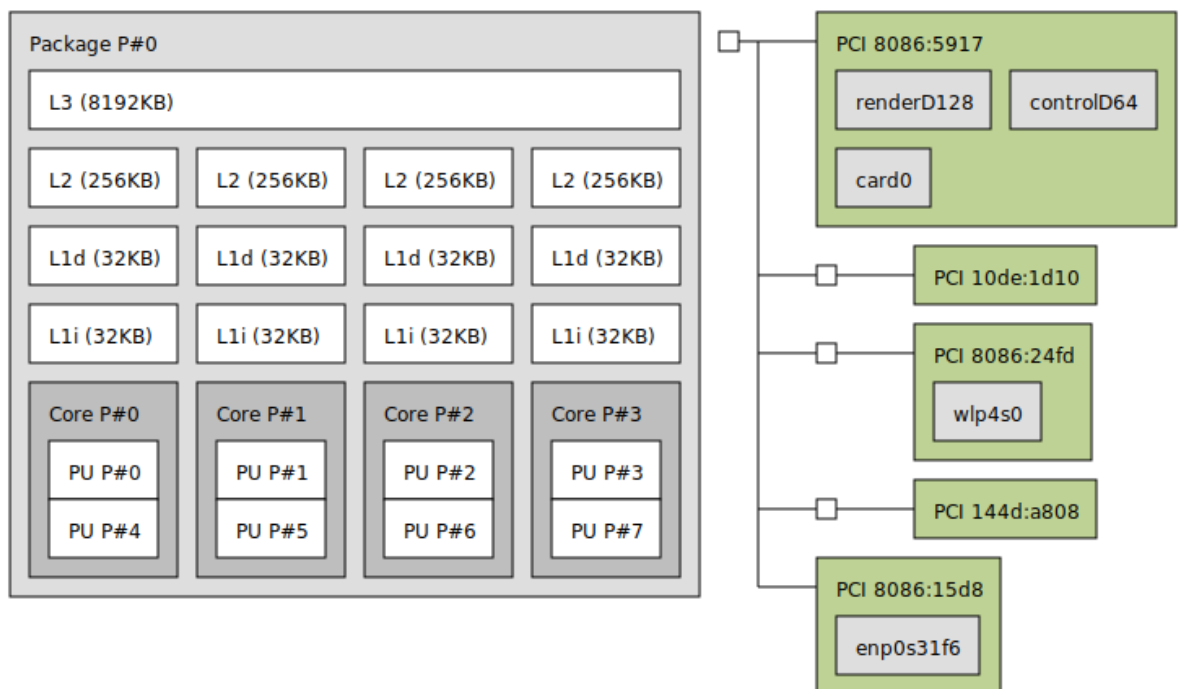 Package P#0
L3 (8192KB)
L2 (256KB) L2 (256KB) L2 (256KB) L2 (256KB)
L1d (32KB) L1d (32KB) L1d (32KB) L1d (32KB)
L1i (32KB) L1i (32KB) L1i (32KB) L1i (32KB)
Core P#0 Core P#1 Core P#2 Core P#3
PU P#0 PU P#1 PU P#2 PU P#3
PU P#4 PU P#5 PU P#6 PU P#7
PCI 8086:5917
renderD128 controlD64
card0
PCI 10de:1d10
PCI 8086:24fd
wlp4s0
PCI 144d:a808
PCI 8086:15d8
enp0s31f6